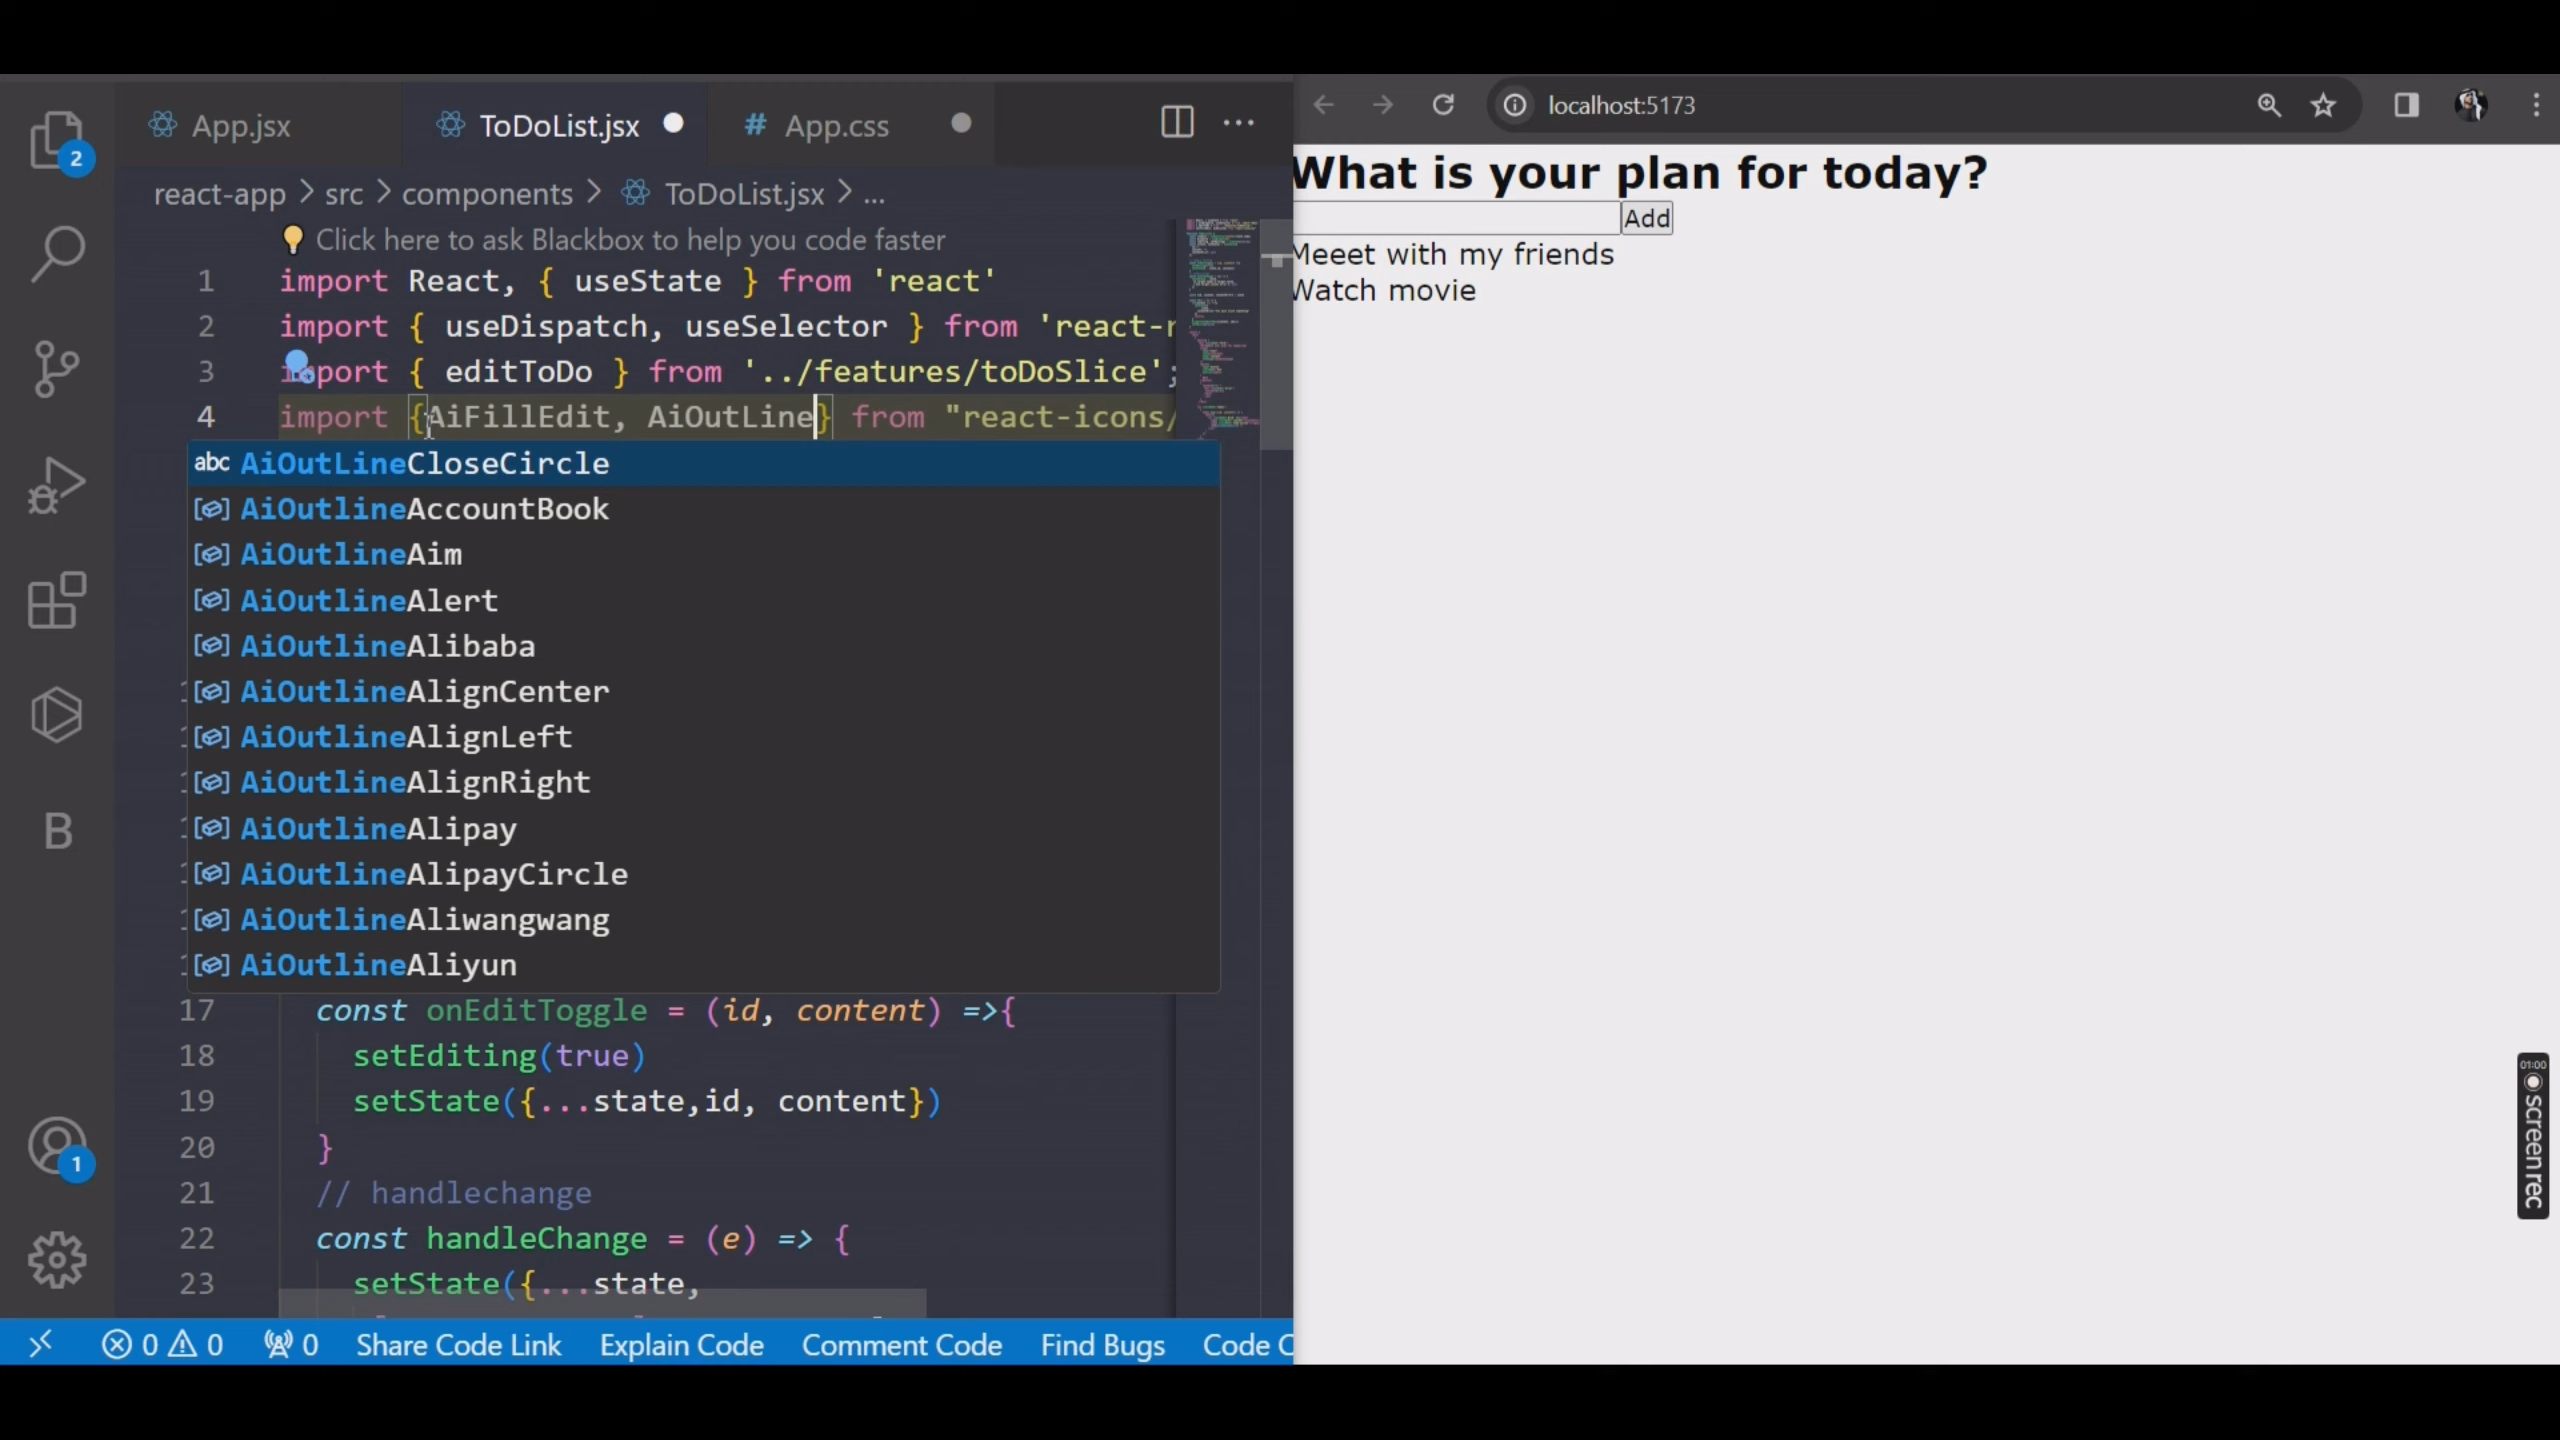 App.jsx
ToDoList.jsx
# App.css
2
react-app > src > components > ToDoList.jsx > ...
Click here to ask Blackbox to help you code faster
1 import React, { useState } from 'react'
2 import { useDispatch, useSelector } from 'react-r
3 import { editToDo } from '../features/toDoSlice';
4 import {AiFillEdit, AiOutLine} from "react-icons/
abc AiOutLineCloseCircle
AiOutlineAccountBook
AiOutlineAim
AiOutlineAlert
AiOutlineAlibaba
AiOutlineAlignCenter
AiOutlineAlignLeft
AiOutlineAlignRight
AiOutlineAlipay
AiOutlineAlipayCircle
AiOutlineAliwangwang
AiOutlineAliyun
17 const onEditToggle = (id, content) =>{
18 setEditing(true)
19 setState({...state,id, content})
20 }
21 // handlechange
22 const handleChange = (e) => {
23 setState({...state,
B
1
0 0 0 Share Code Link Explain Code Comment Code Find Bugs Code C
localhost:5173
What is your plan for today?
Add
Meeet with my friends
Watch movie
01:00
screenrec